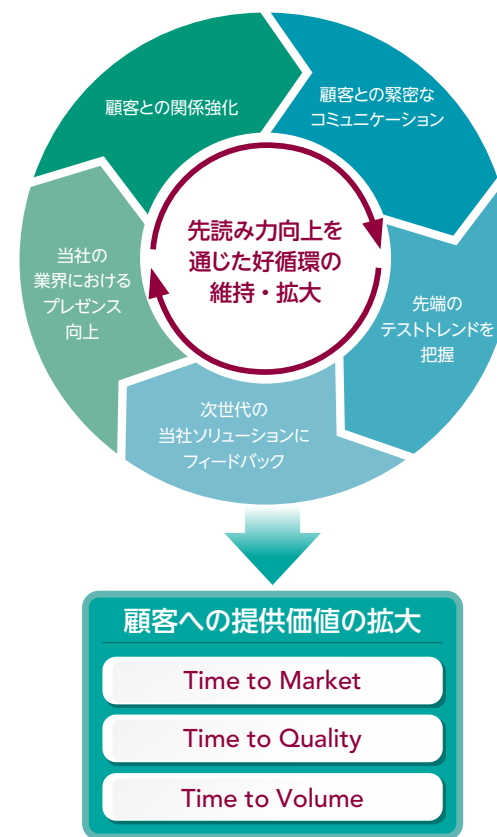 顧客との関係強化
顧客との緊密な
コミュニケーション
先読み力向上を
通じた好循環の
維持・拡大
当社の
業界における
プレゼンス
向上
先端の
テストトレンドを
把握
次世代の
当社ソリューションに
フィードバック
顧客への提供価値の拡大
Time to Market
Time to Quality
Time to Volume